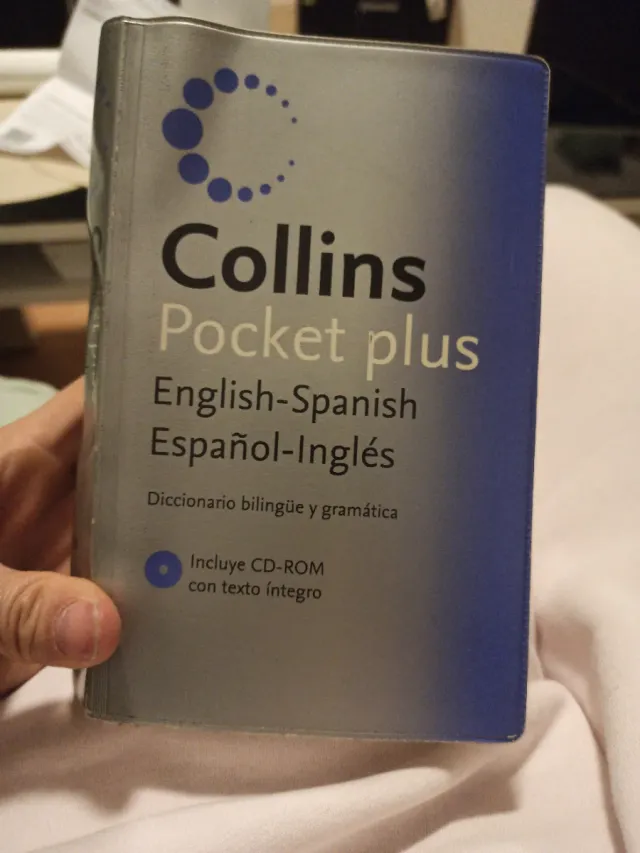 Collins
Pocket plus
English-Spanish
Español-Inglés
Diccionario bilingüe y gramática
Incluye CD-ROM
con texto íntegro